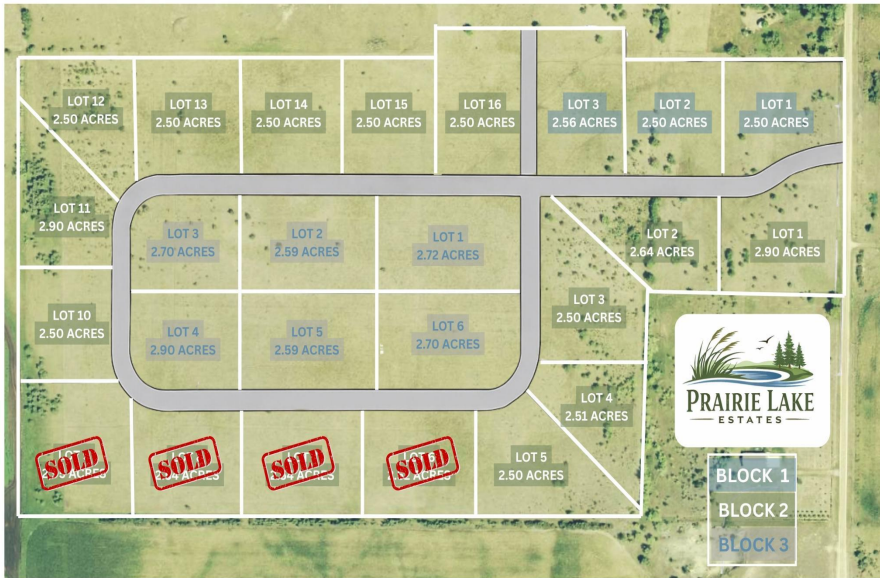 LOT 12
2.50 ACRES
LOT 13
2.50 ACRES
LOT 14
2.50 ACRES
LOT 15
2.50 ACRES
LOT 16
2.50 ACRES
LOT 3
2.56 ACRES
LOT 2
2.50 ACRES
LOT 1
2.50 ACRES
LOT 11
2.90 ACRES
LOT 3
2.70 ACRES
LOT 2
2.59 ACRES
LOT 1
2.72 ACRES
LOT 2
2.64 ACRES
LOT 1
2.90 ACRES
LOT 10
2.50 ACRES
LOT 4
2.90 ACRES
LOT 5
2.59 ACRES
LOT 6
2.70 ACRES
LOT 3
2.50 ACRES
LOT 4
2.51 ACRES
LOT 5
2.50 ACRES
SOLD
ACRES
SOLD
ACRES
SOLD
ACRES
SOLD
ACRES
PRAIRIE LAKE
ESTATES
BLOCK 1
BLOCK 2
BLOCK 3